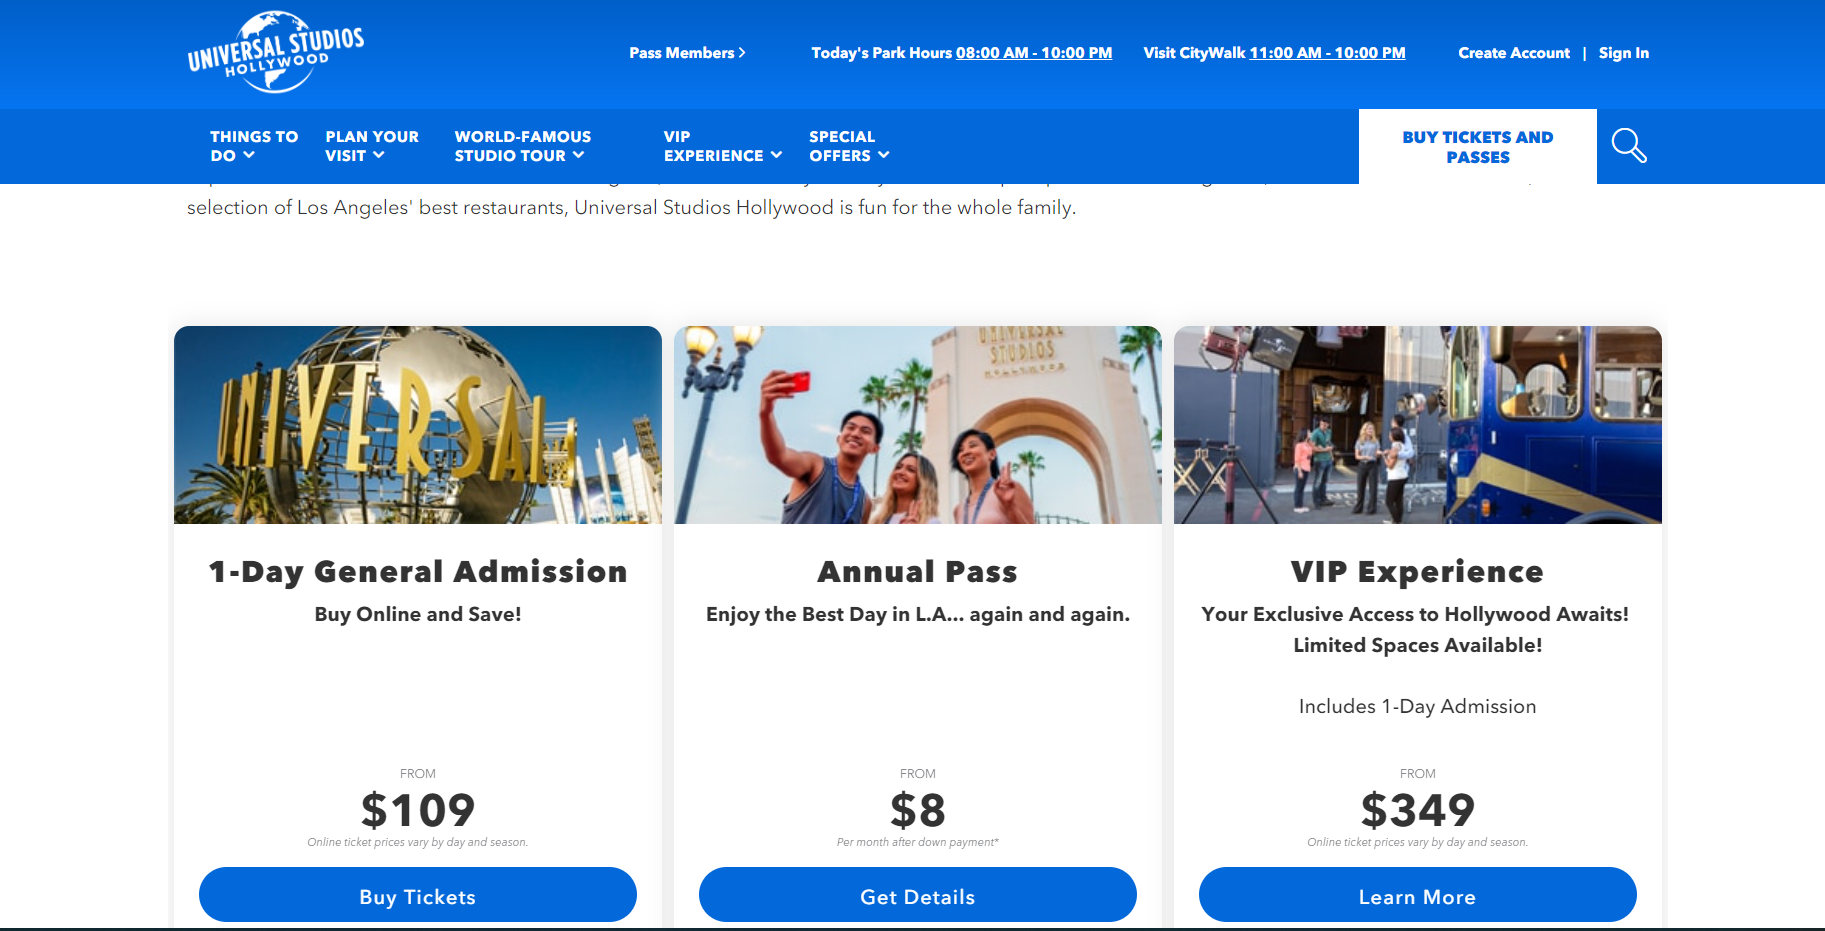 UNIVERSAL STUDIOS
HOLLYWOOD
Pass Members
Today's Park Hours 08:00 AM - 10:00 PM
Visit CityWalk 11:00 AM - 10:00 PM
Create Account | Sign In
THINGS TO
DO
PLAN YOUR
VISIT
WORLD-FAMOUS
STUDIO TOUR
VIP
EXPERIENCE
SPECIAL
OFFERS
BUY TICKETS AND
PASSES
selection of Los Angeles' best restaurants, Universal Studios Hollywood is fun for the whole family.
UNIVERSAL
1-Day General Admission
Buy Online and Save!
FROM
$109
Online ticket prices vary by day and season.
Buy Tickets
UNIVERSAL
STUDIOS
HOLLYWOOD
Annual Pass
Enjoy the Best Day in L.A... again and again.
FROM
$8
Per month after down payment*
Get Details
VIP Experience
Your Exclusive Access to Hollywood Awaits!
Limited Spaces Available!
Includes 1-Day Admission
FROM
$349
Online ticket prices vary by day and season.
Learn More